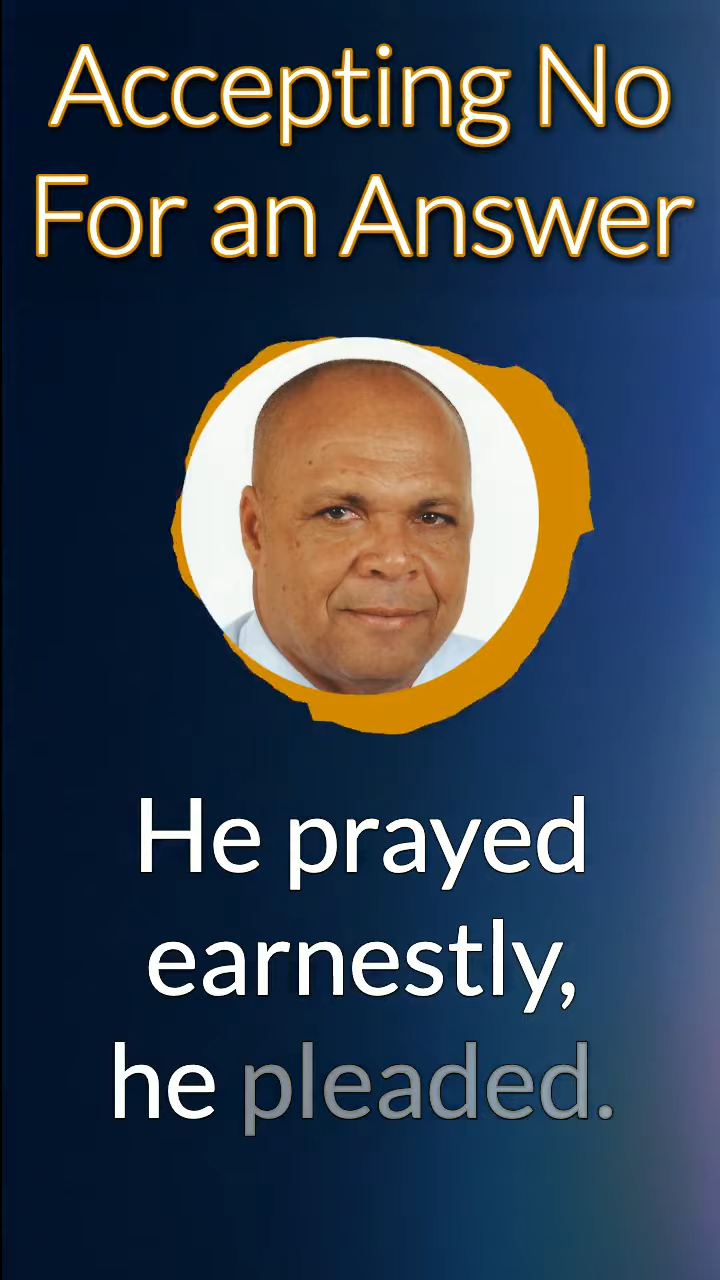 Accepting No
For an Answer
He prayed
earnestly,
he pleaded.